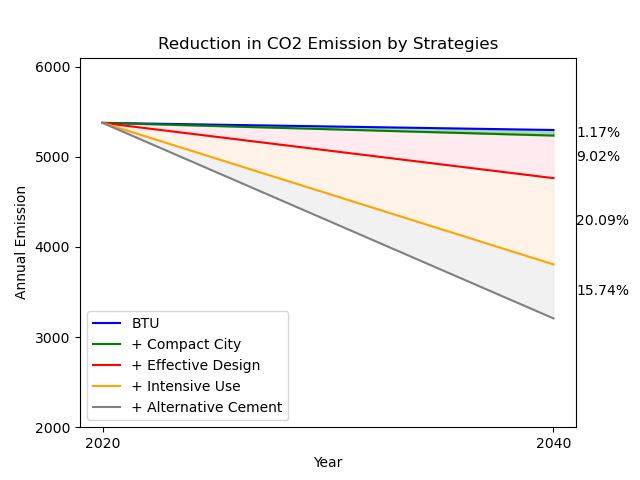 Reduction in CO2 Emission by Strategies
6000
5000
4000
3000
2000
Annual Emission
1.17%
9.02%
20.09%
15.74%
BTU
+ Compact City
+ Effective Design
+ Intensive Use
+ Alternative Cement
2020
2040
Year